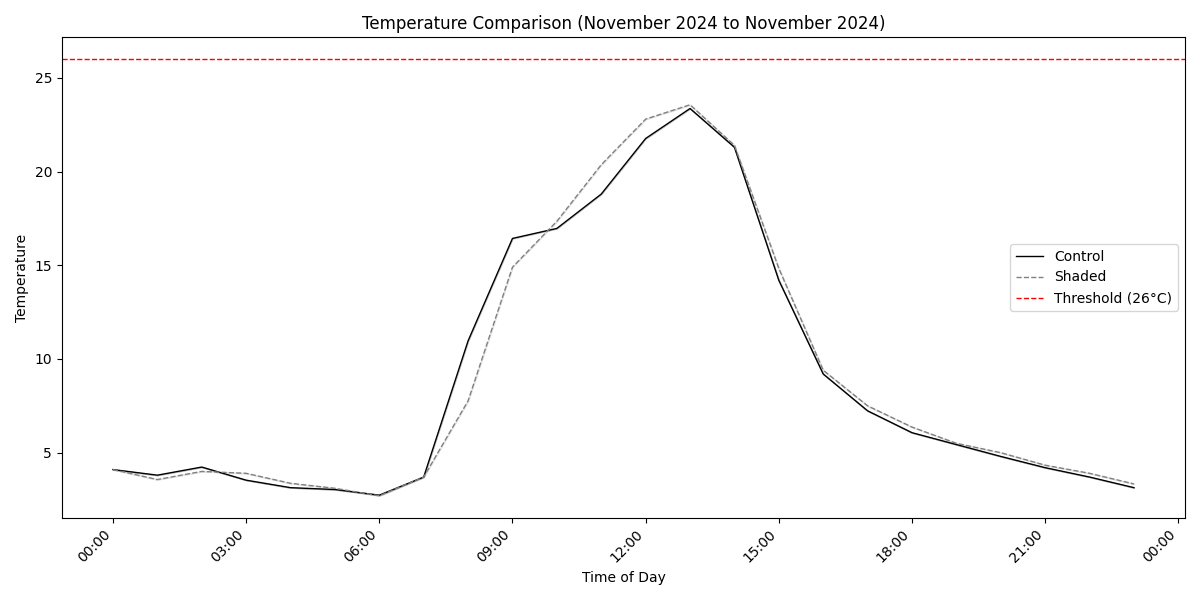 Temperature Comparison (November 2024 to November 2024)
Temperature
25
20
15
10
5
Control
Shaded
Threshold (26°C)
00:00
03:00
06:00
09:00
12:00
15:00
18:00
21:00
00:00
Time of Day